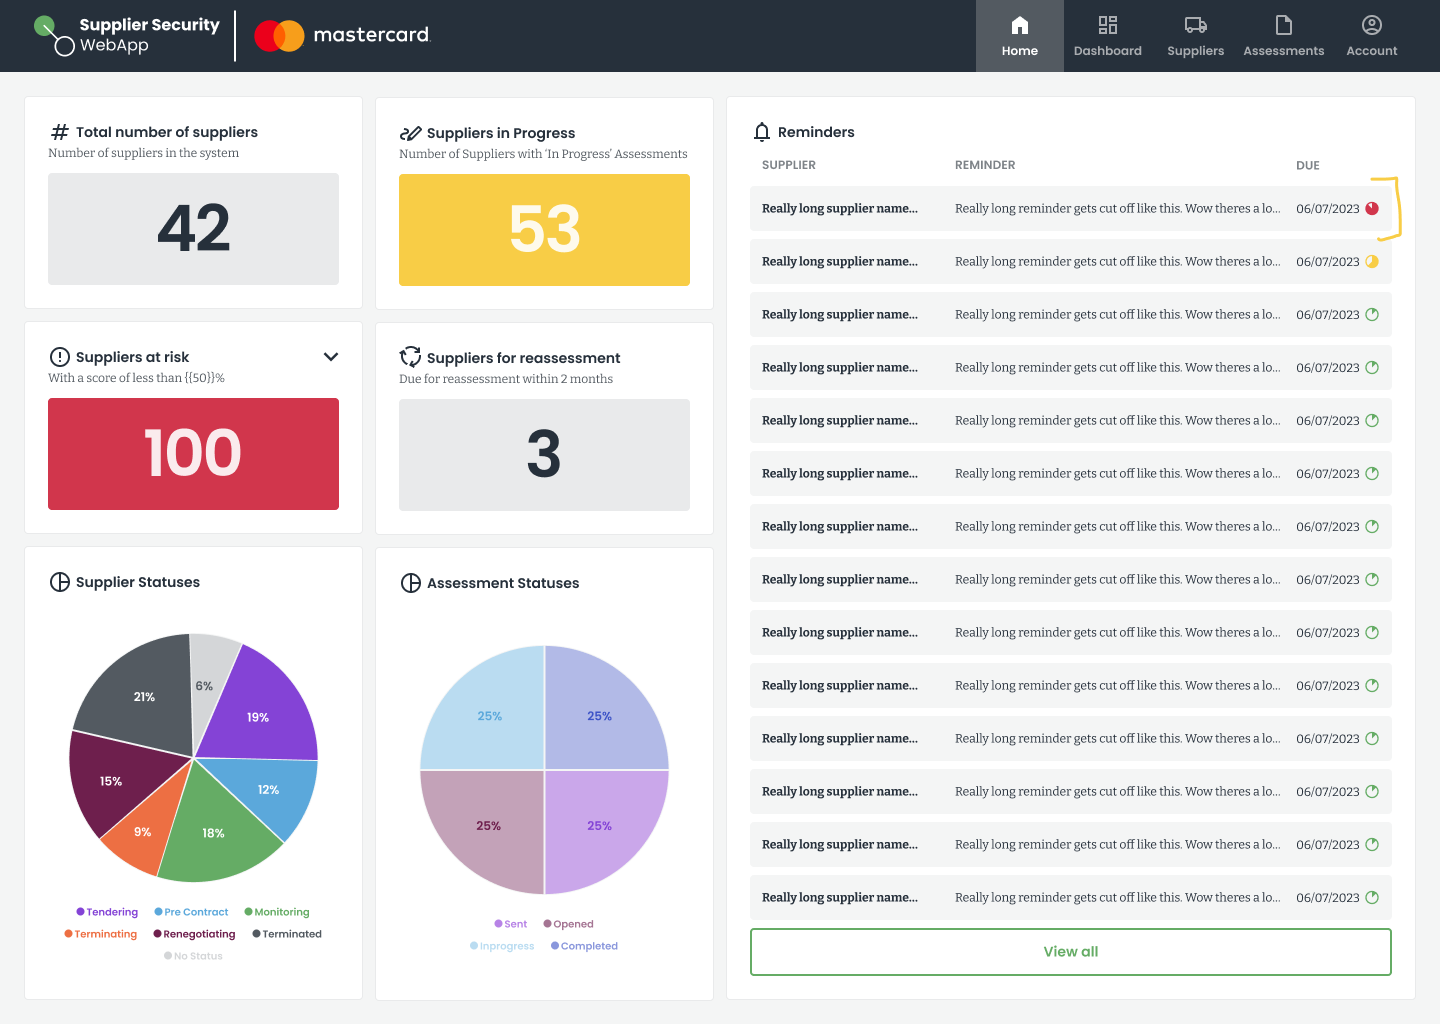 Supplier Security
WebApp
mastercard.
Home
Dashboard
Suppliers
Assessments
Account
Total number of suppliers
Number of suppliers in the system
42
Suppliers in Progress
Number of Suppliers with ‘In Progress’ Assessments
53
Suppliers at risk
With a score of less than {{50}}%
100
Suppliers for reassessment
Due for reassessment within 2 months
3
Supplier Statuses
6%
21%
19%
15%
12%
9%
18%
Tendering Pre Contract Monitoring
Terminating Renegotiating Terminated
No Status
Assessment Statuses
25% 25%
25% 25%
Sent Opened
Inprogress Completed
Reminders
SUPPLIER REMINDER DUE
Really long supplier name... Really long reminder gets cut off like this. Wow theres a lo... 06/07/2023
Really long supplier name... Really long reminder gets cut off like this. Wow theres a lo... 06/07/2023
Really long supplier name... Really long reminder gets cut off like this. Wow theres a lo... 06/07/2023
Really long supplier name... Really long reminder gets cut off like this. Wow theres a lo... 06/07/2023
Really long supplier name... Really long reminder gets cut off like this. Wow theres a lo... 06/07/2023
Really long supplier name... Really long reminder gets cut off like this. Wow theres a lo... 06/07/2023
Really long supplier name... Really long reminder gets cut off like this. Wow theres a lo... 06/07/2023
Really long supplier name... Really long reminder gets cut off like this. Wow theres a lo... 06/07/2023
Really long supplier name... Really long reminder gets cut off like this. Wow theres a lo... 06/07/2023
Really long supplier name... Really long reminder gets cut off like this. Wow theres a lo... 06/07/2023
Really long supplier name... Really long reminder gets cut off like this. Wow theres a lo... 06/07/2023
Really long supplier name... Really long reminder gets cut off like this. Wow theres a lo... 06/07/2023
Really long supplier name... Really long reminder gets cut off like this. Wow theres a lo... 06/07/2023
Really long supplier name... Really long reminder gets cut off like this. Wow theres a lo... 06/07/2023
View all